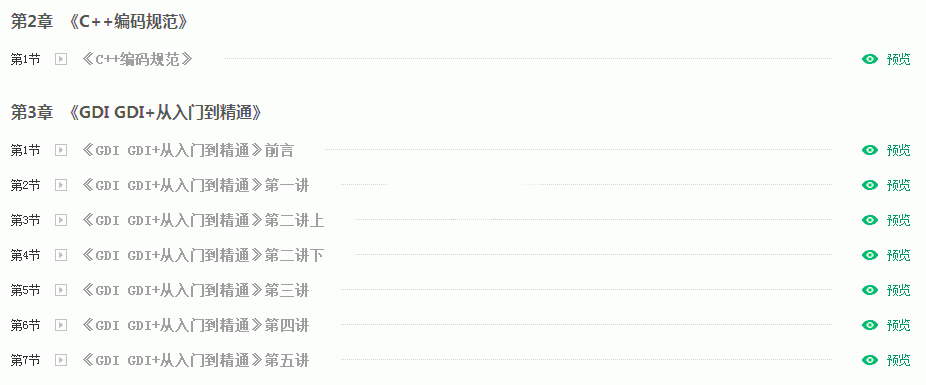 第2章 《C++编码规范》
第1节 《C++编码规范》 预览
第3章 《GDI GDI+从入门到精通》
第1节 《GDI GDI+从入门到精通》前言 预览
第2节 《GDI GDI+从入门到精通》第一讲 预览
第3节 《GDI GDI+从入门到精通》第二讲上 预览
第4节 《GDI GDI+从入门到精通》第二讲下 预览
第5节 《GDI GDI+从入门到精通》第三讲 预览
第6节 《GDI GDI+从入门到精通》第四讲 预览
第7节 《GDI GDI+从入门到精通》第五讲 预览